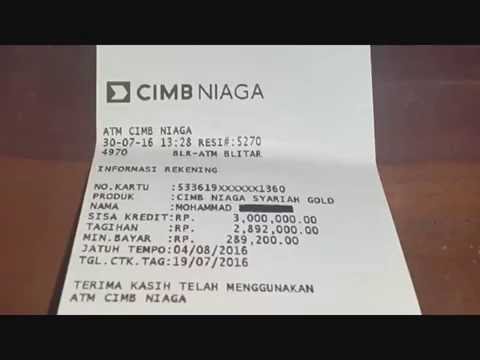 CIMB NIAGA
ATM CIMB NIAGA
30-07-16 13:28 RESI#:5270
4970 BLR-ATM BLITAR
INFORMASI REKENING
NO.KARTU :533619xxxxxx1360
PRODUK :CIMB NIAGA SYARIAH GOLD
NAMA :MOHAMMAD
SISA KREDIT:RP. 3,000,000.00
TAGIHAN :RP. 2,892,000.00
MIN.BAYAR :RP. 289,200.00
JATUH TEMPO:04/08/2016
TGL.CTK.TAG:19/07/2016
TERIMA KASIH TELAH MENGGUNAKAN
ATM CIMB NIAGA